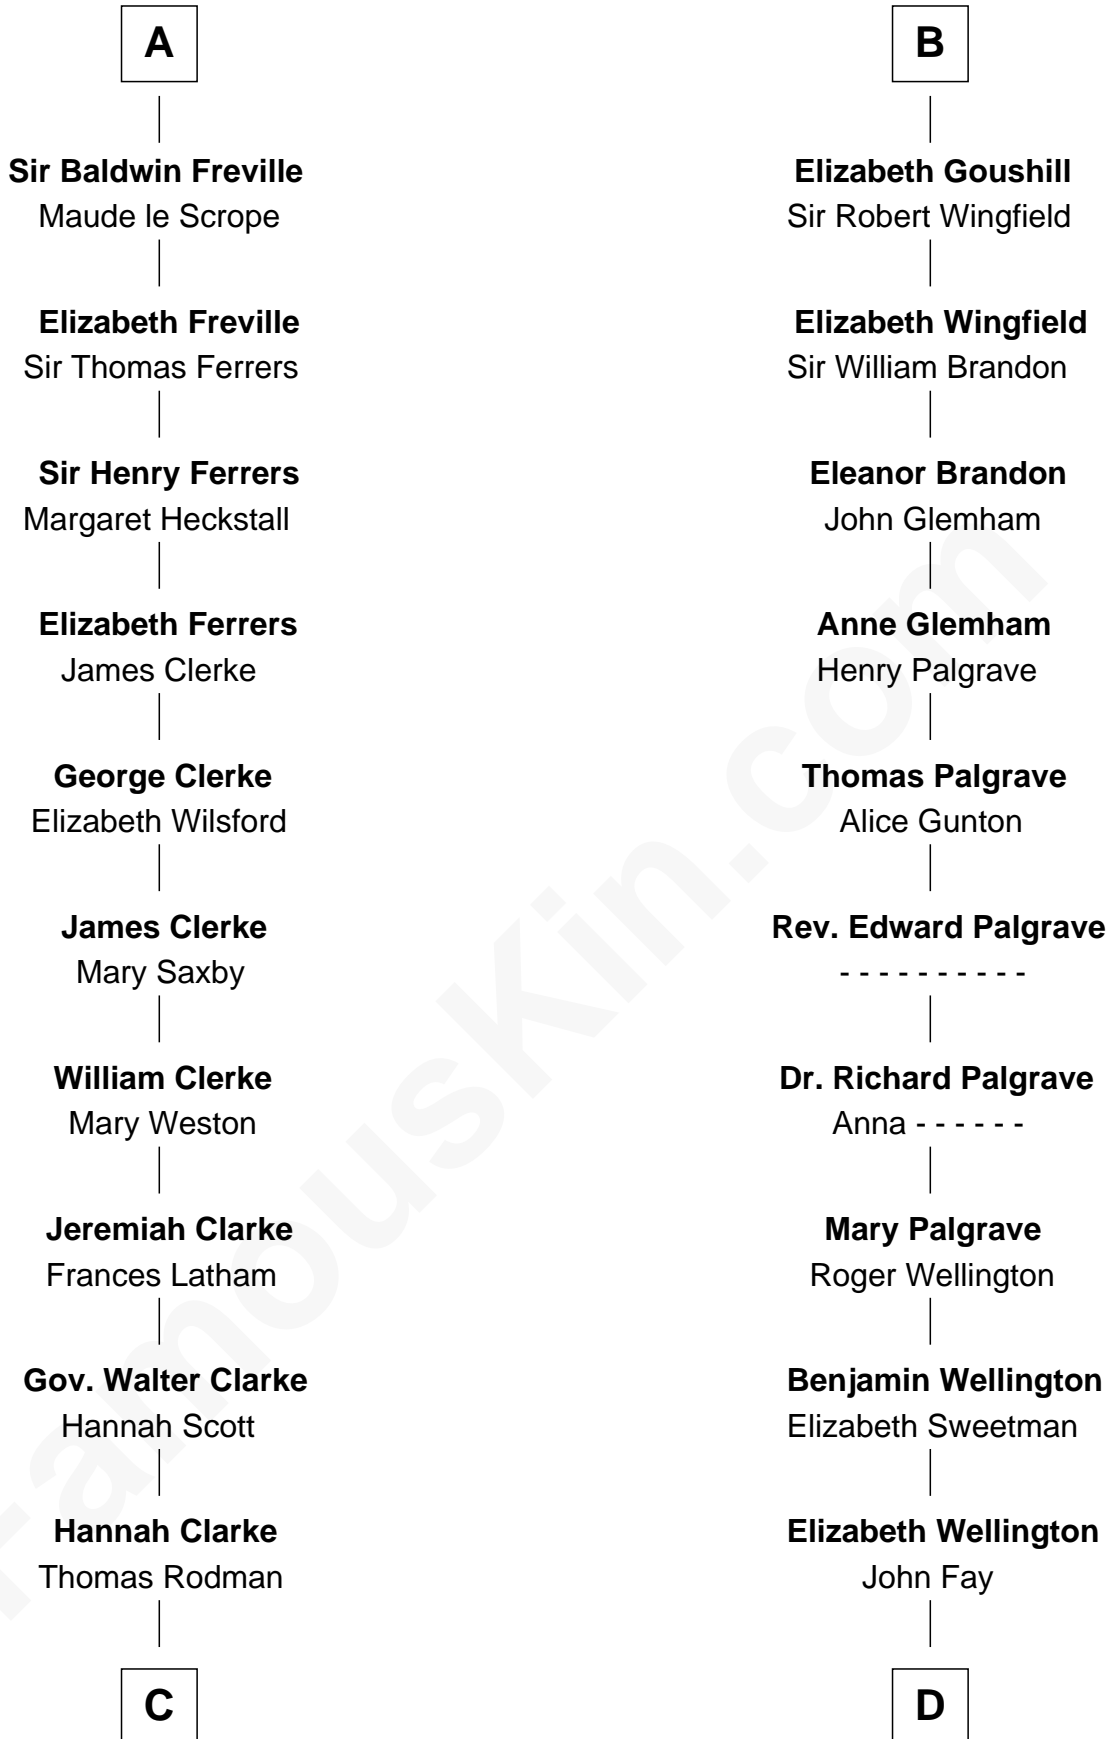 A
Sir Baldwin Freville
Maude le Scrope
Elizabeth Freville
Sir Thomas Ferrers
Sir Henry Ferrers
Margaret Heckstall
Elizabeth Ferrers
James Clerke
George Clerke
Elizabeth Wilsford
James Clerke
Mary Saxby
William Clerke
Mary Weston
Jeremiah Clarke
Frances Latham
Gov. Walter Clarke
Hannah Scott
Hannah Clarke
Thomas Rodman
C
B
Elizabeth Goushill
Sir Robert Wingfield
Elizabeth Wingfield
Sir William Brandon
Eleanor Brandon
John Glemham
Anne Glemham
Henry Palgrave
Thomas Palgrave
Alice Gunton
Rev. Edward Palgrave
- - - - - - - - - -
Dr. Richard Palgrave
Anna - - - - - -
Mary Palgrave
Roger Wellington
Benjamin Wellington
Elizabeth Sweetman
Elizabeth Wellington
John Fay
D
FamousKin.com